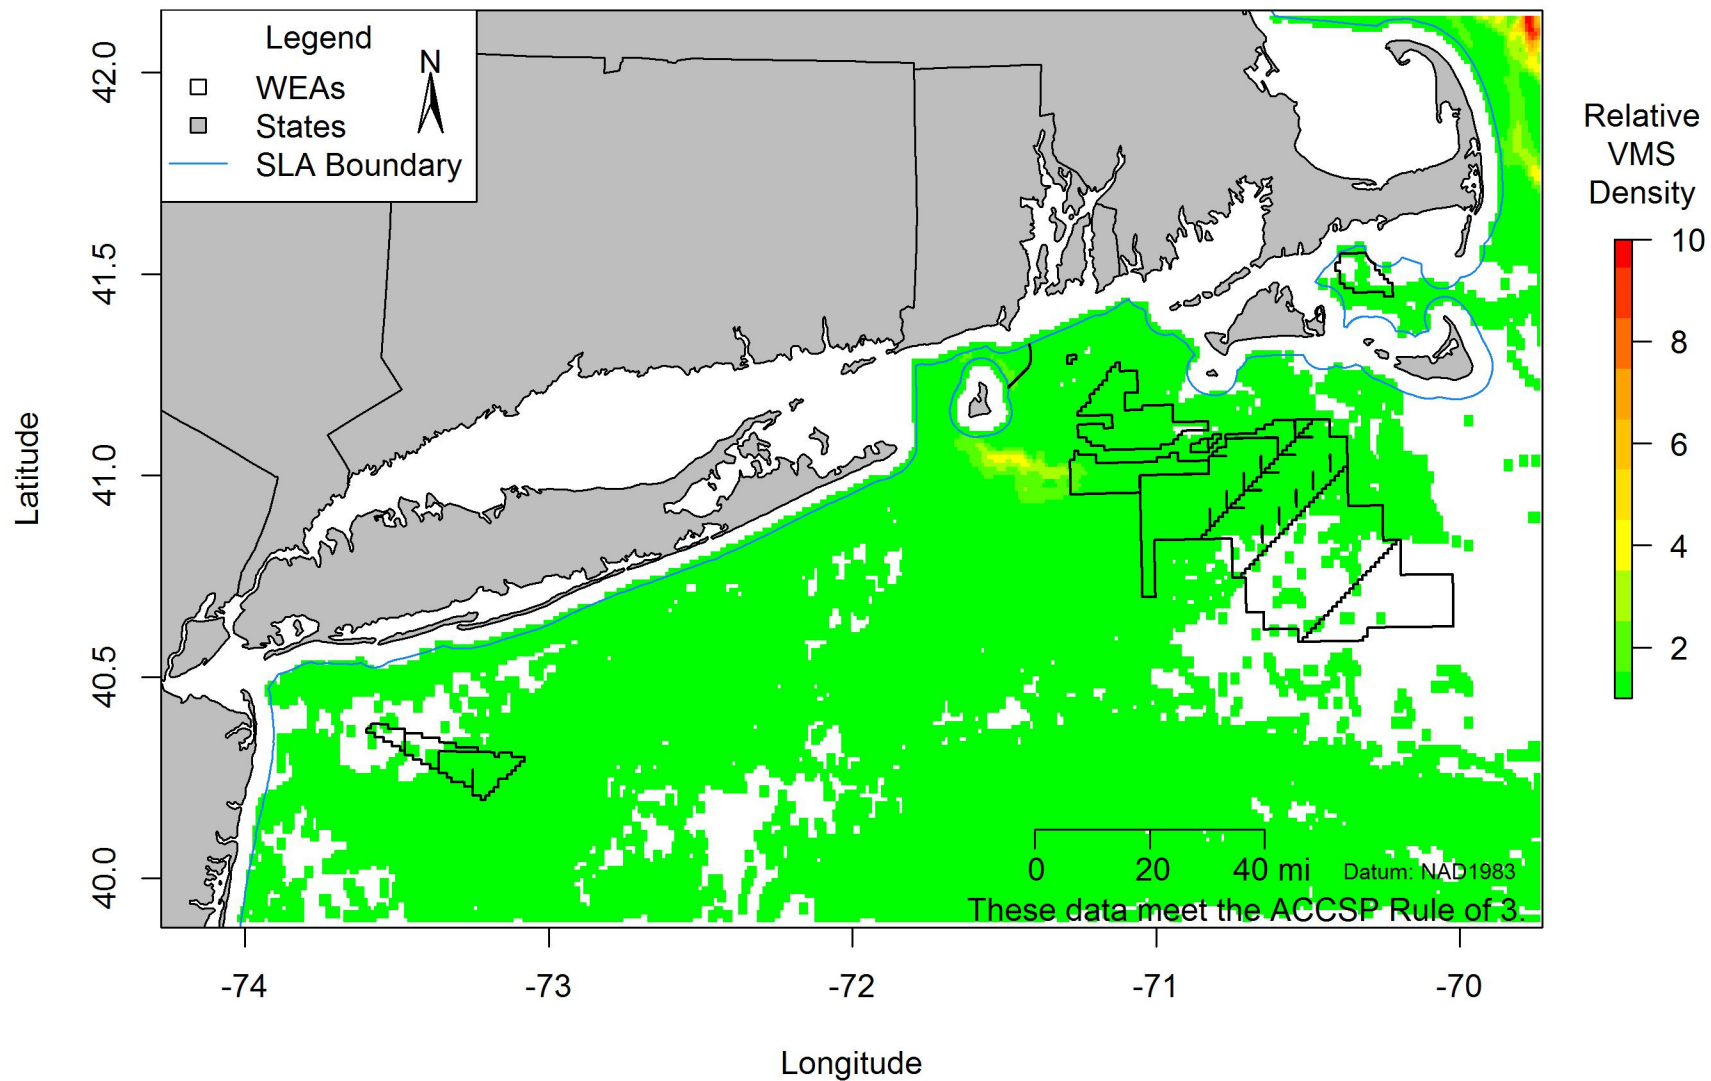 Legend
N
WEAs
States
SLA Boundary
Relative
VMS
Density
10
8
6
4
2
42.0
41.5
41.0
40.5
40.0
Latitude
0 20 40 mi
Datum: NAD1983
These data meet the ACCSP Rule of 3.
-74 -73 -72 -71 -70
Longitude